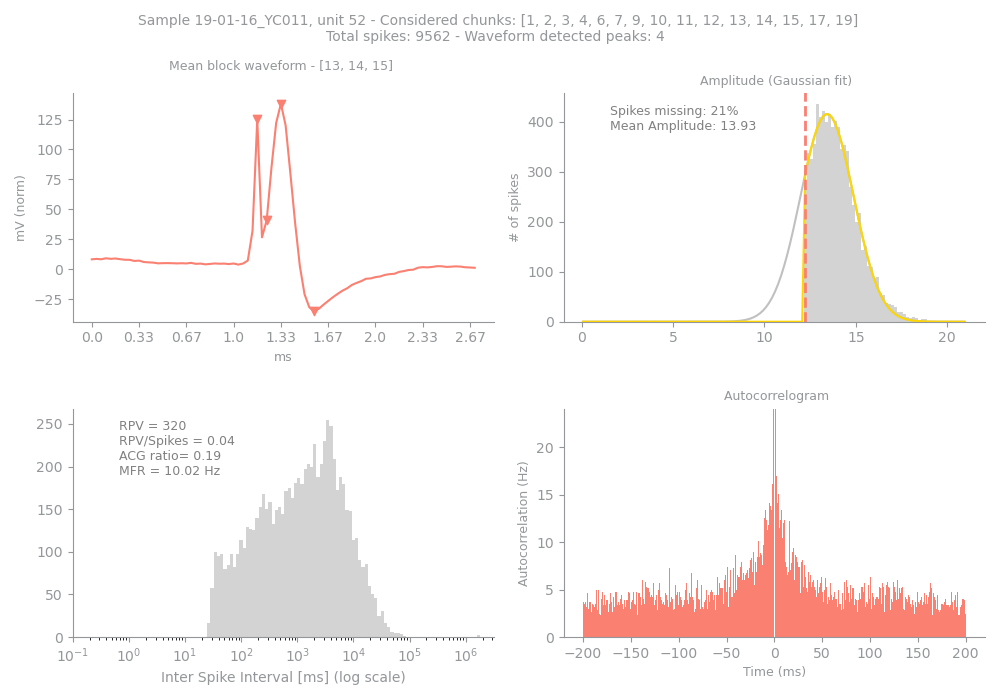 Sample 19-01-16_YC011, unit 52 - Considered chunks: [1, 2, 3, 4, 6, 7, 9, 10, 11, 12, 13, 14, 15, 17, 19]
Total spikes: 9562 - Waveform detected peaks: 4
Mean block waveform - [13, 14, 15]
mV (norm)
125
100
75
50
25
0
−25
0.0 0.33 0.67 1.0 1.33 1.67 2.0 2.33 2.67
ms
Amplitude (Gaussian fit)
Spikes missing: 21%
Mean Amplitude: 13.93
# of spikes
400
300
200
100
0
0 5 10 15 20
RPV = 320
RPV/Spikes = 0.04
ACG ratio= 0.19
MFR = 10.02 Hz
250
200
150
100
50
0
10⁻¹ 10⁰ 10¹ 10² 10³ 10⁴ 10⁵ 10⁶
Inter Spike Interval [ms] (log scale)
Autocorrelogram
Autocorrelation (Hz)
20
15
10
5
0
−200 −150 −100 −50 0 50 100 150 200
Time (ms)